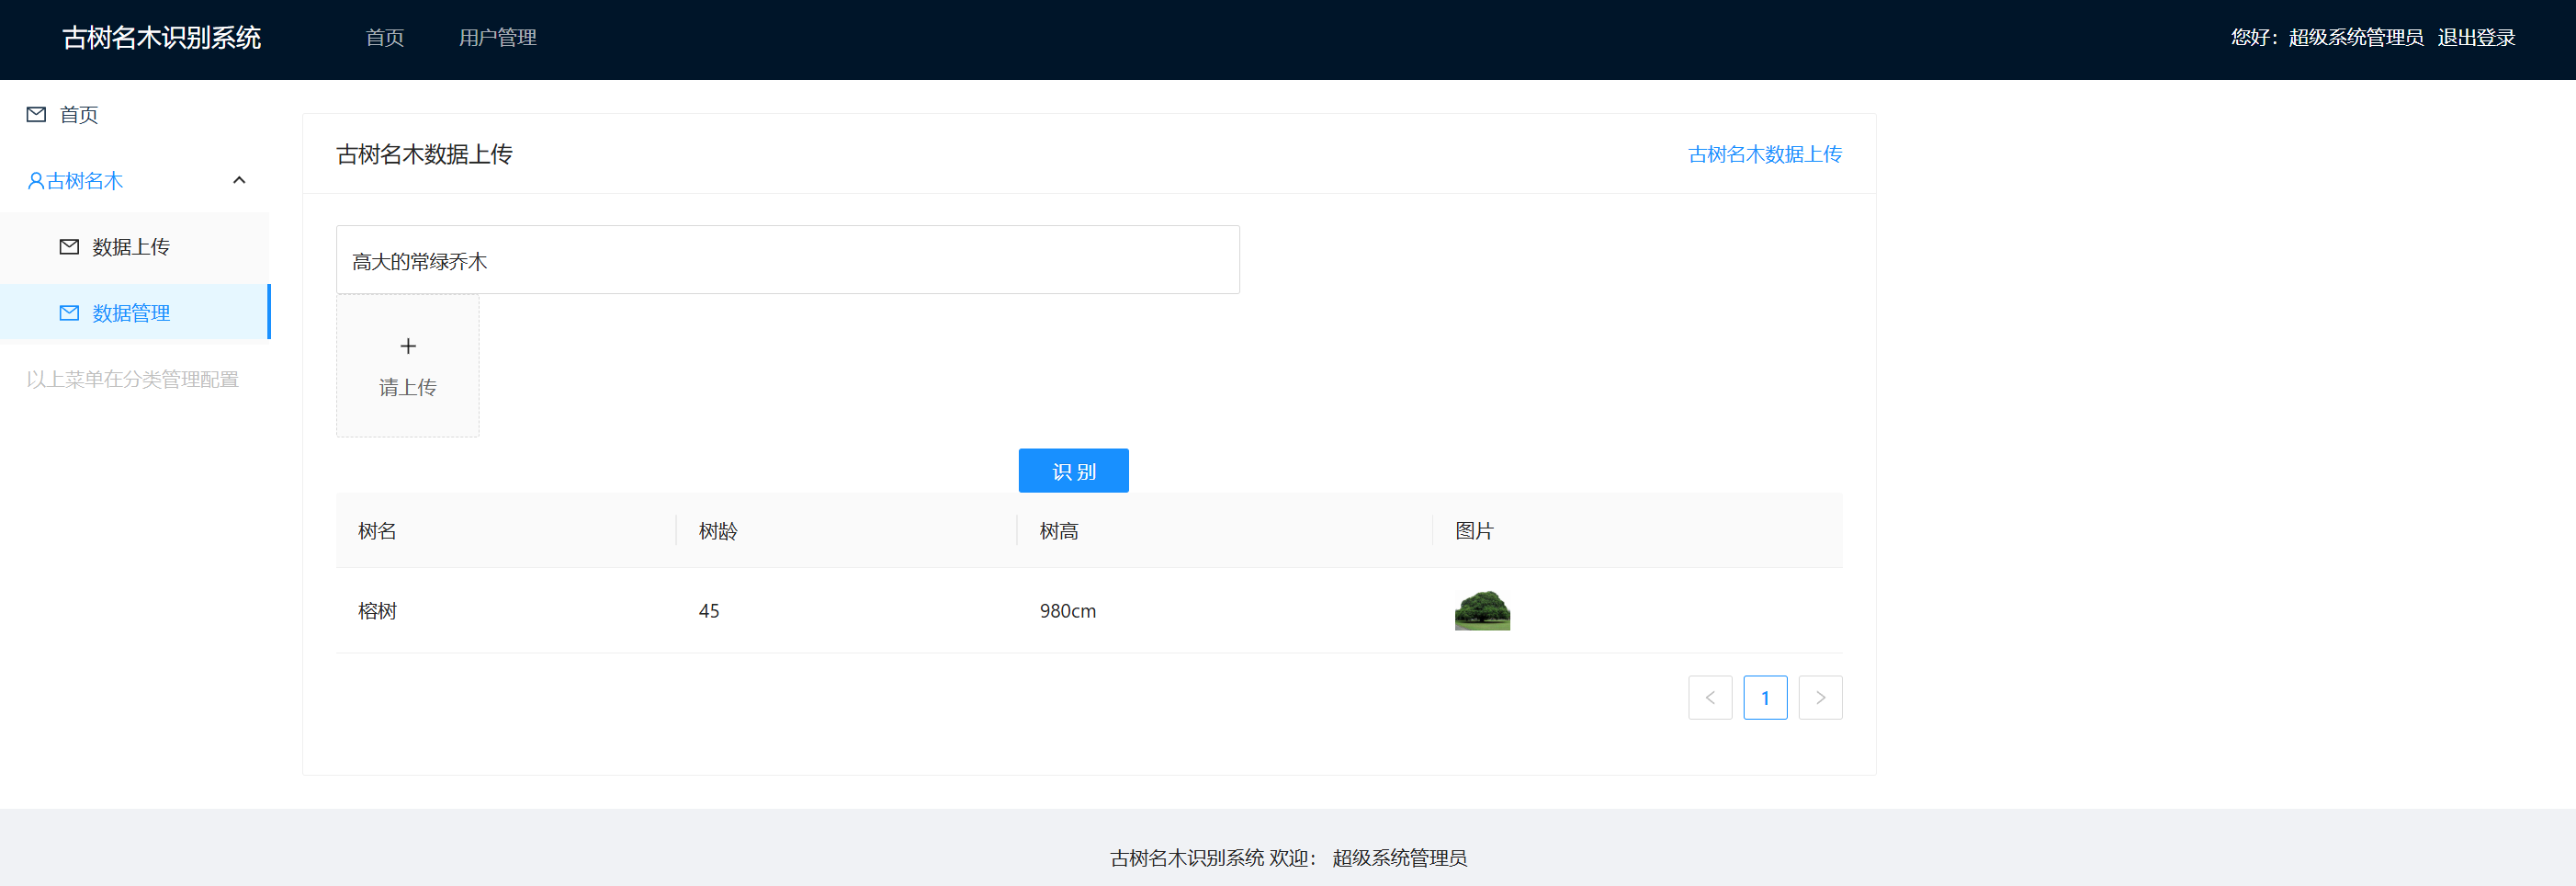 古树名木识别系统 首页 用户管理 您好：超级系统管理员 退出登录
首页
古树名木
数据上传
数据管理
以上菜单在分类管理配置
古树名木数据上传 古树名木数据上传
高大的常绿乔木
请上传
识 别
树名 树龄 树高 图片
榕树 45 980cm
1
古树名木识别系统 欢迎： 超级系统管理员